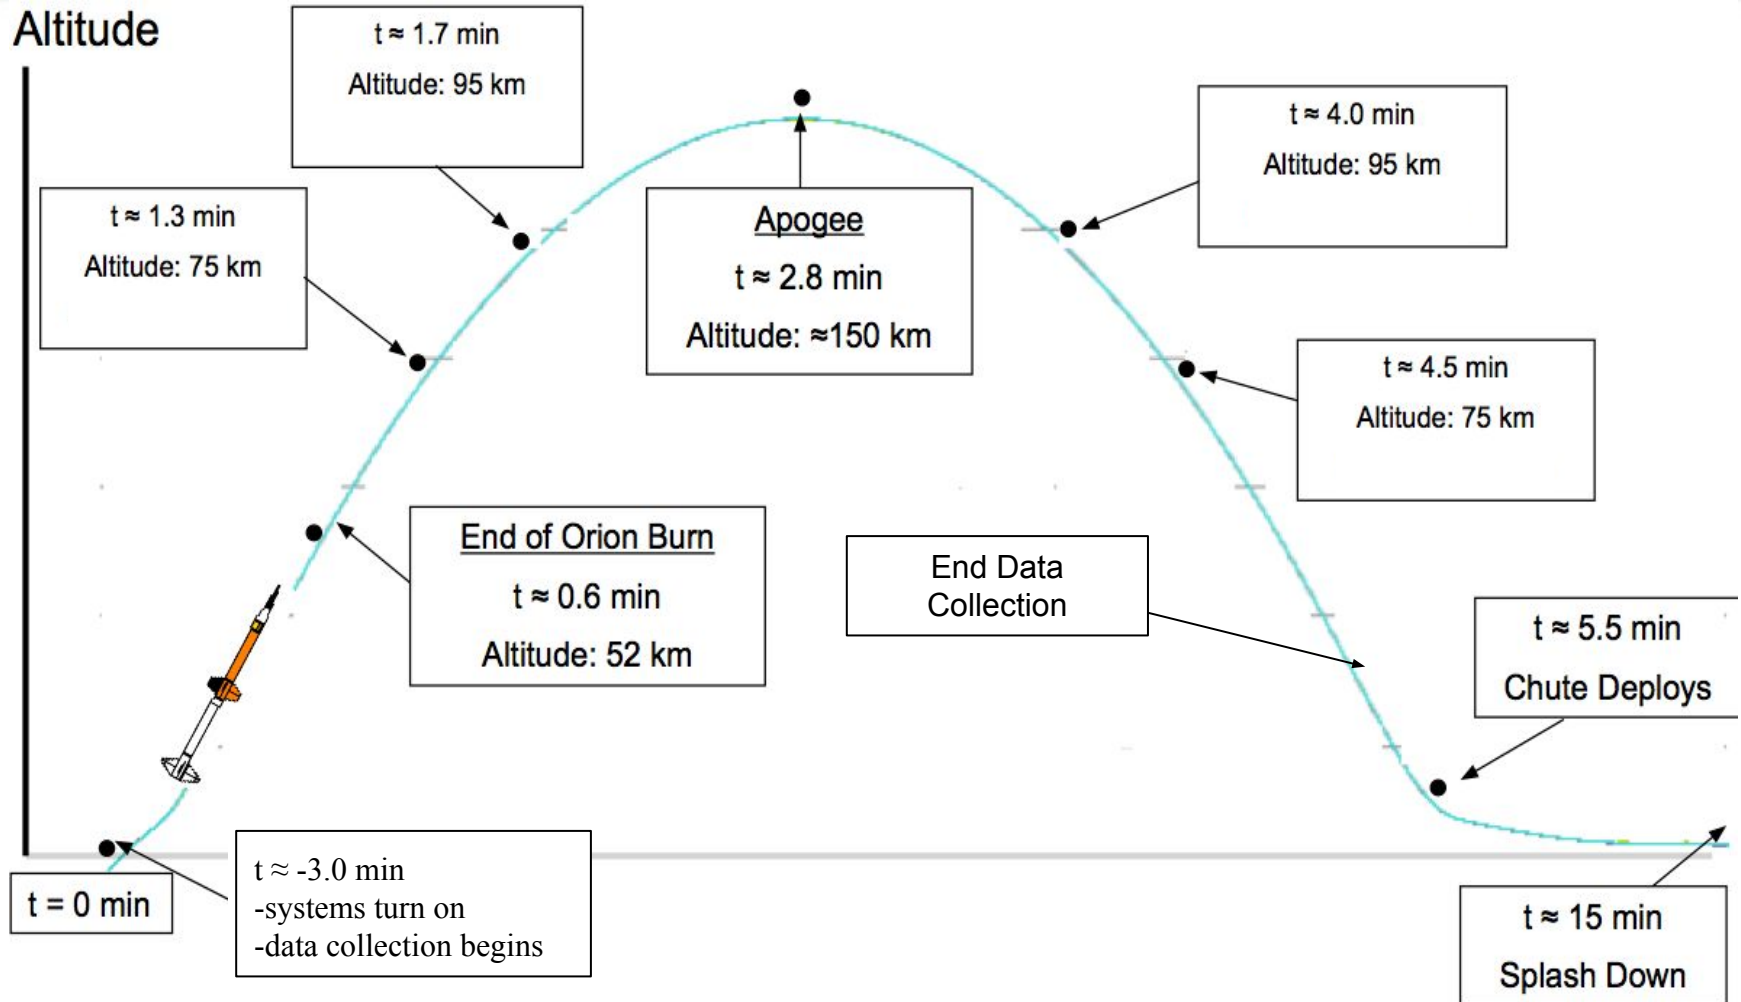 Altitude
t ≈ 1.7 min
Altitude: 95 km
t ≈ 1.3 min
Altitude: 75 km
Apogee
t ≈ 2.8 min
Altitude: ≈150 km
t ≈ 4.0 min
Altitude: 95 km
t ≈ 4.5 min
Altitude: 75 km
End of Orion Burn
t ≈ 0.6 min
Altitude: 52 km
End Data
Collection
t ≈ 5.5 min
Chute Deploys
t = 0 min
t ≈ -3.0 min
-systems turn on
-data collection begins
t ≈ 15 min
Splash Down